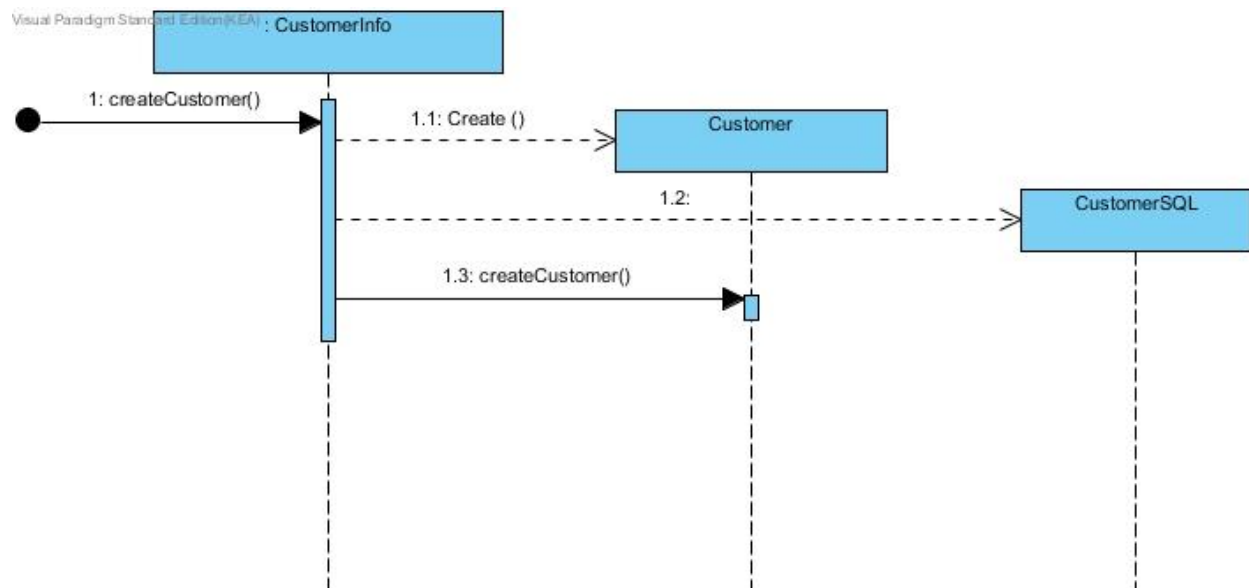 Visual Paradigm Standard Edition(KEA)
: CustomerInfo
1: createCustomer()
1.1: Create ()
Customer
1.2:
CustomerSQL
1.3: createCustomer()